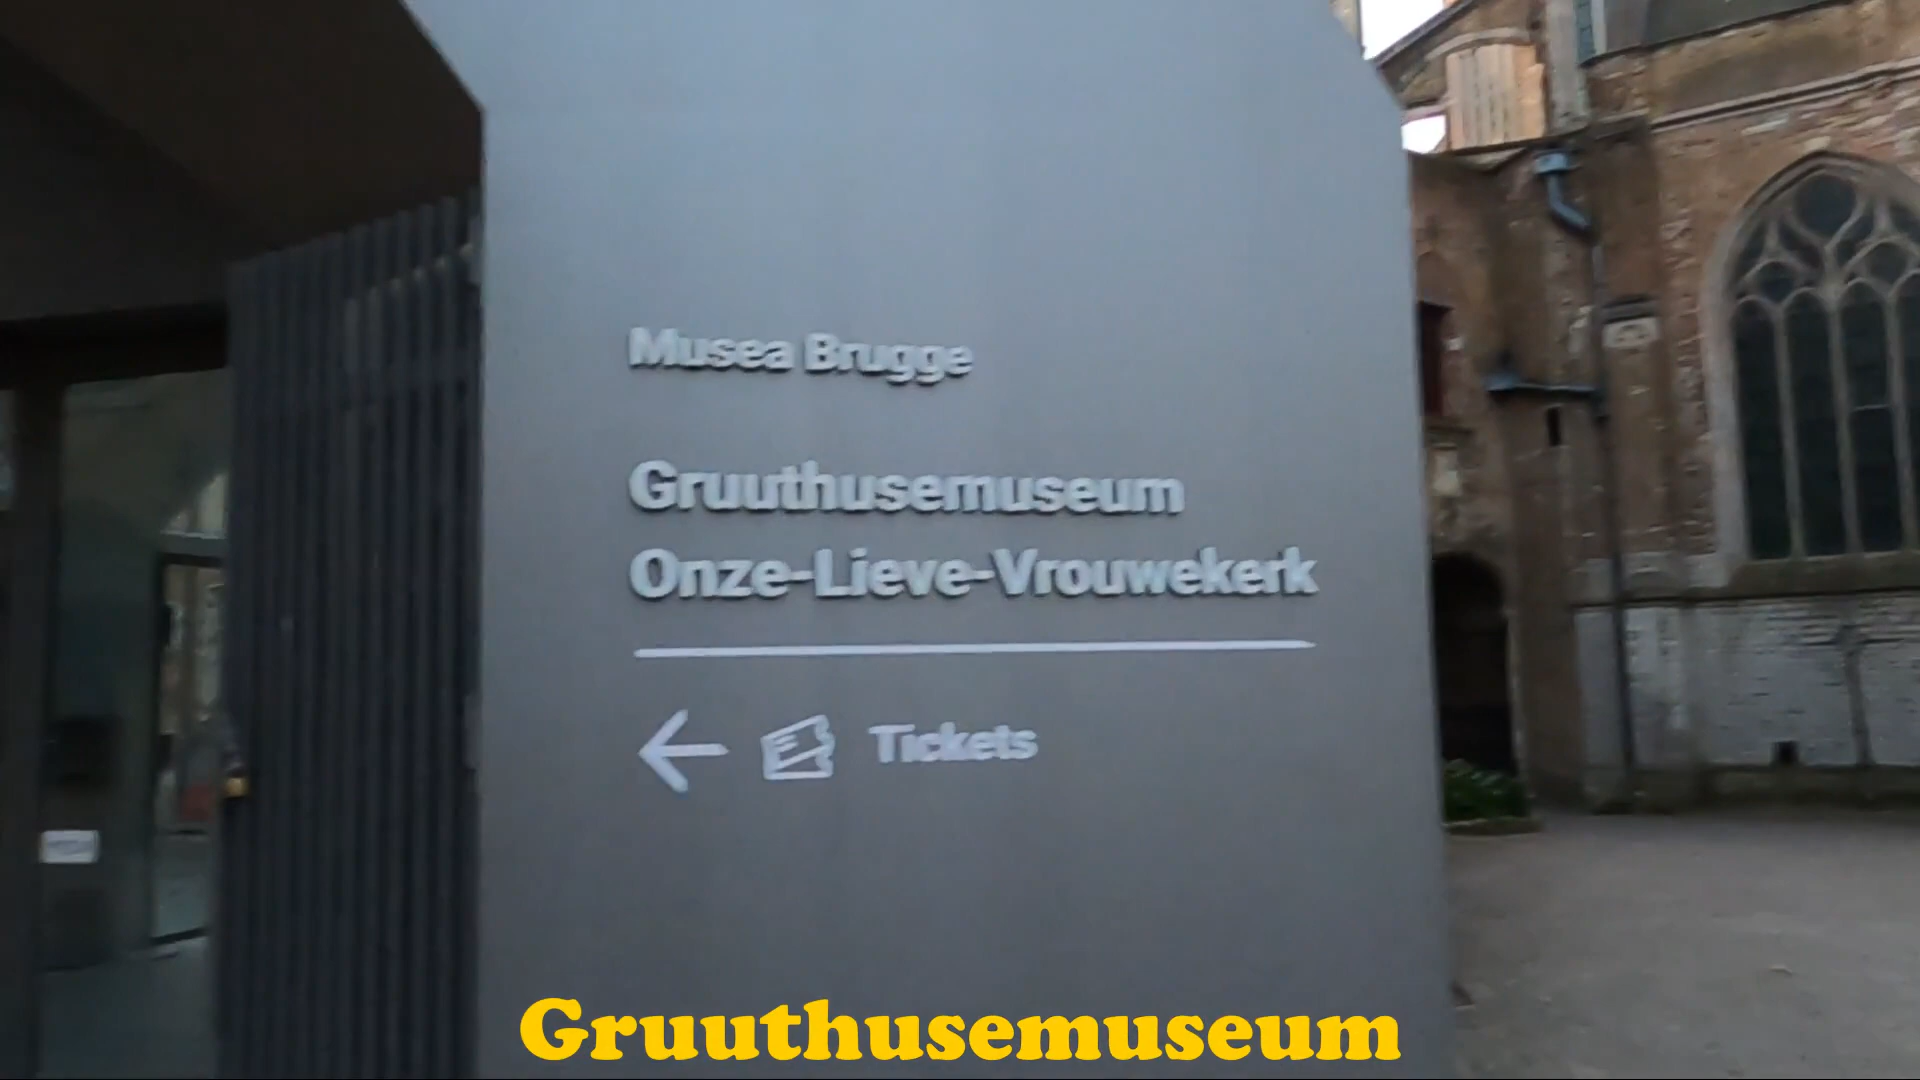 Musea Brugge
Gruuthusemuseum
Onze-Lieve-Vrouwekerk
Tickets
Gruuthusemuseum